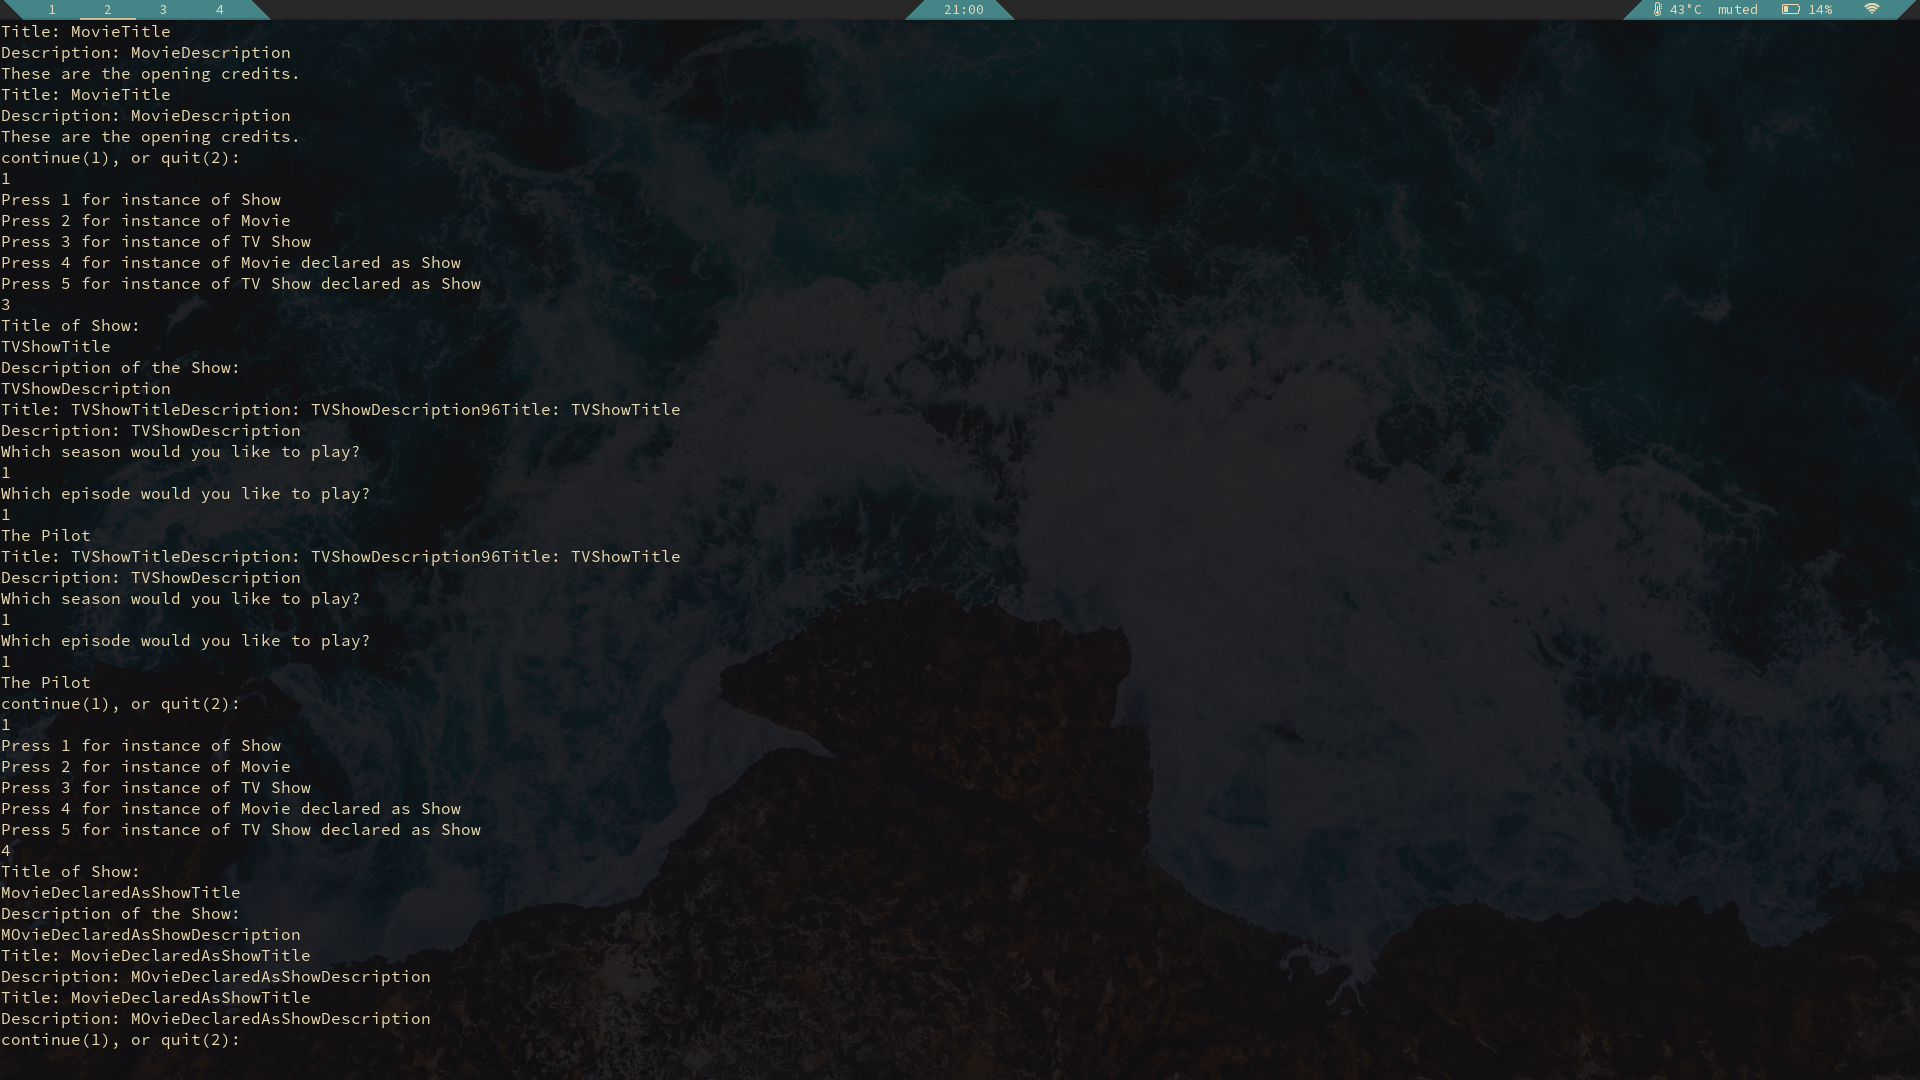 1 2 3 4 21:00 43°C muted 14%
Title: MovieTitle
Description: MovieDescription
These are the opening credits.
Title: MovieTitle
Description: MovieDescription
These are the opening credits.
continue(1), or quit(2):
1
Press 1 for instance of Show
Press 2 for instance of Movie
Press 3 for instance of TV Show
Press 4 for instance of Movie declared as Show
Press 5 for instance of TV Show declared as Show
3
Title of Show:
TVShowTitle
Description of the Show:
TVShowDescription
Title: TVShowTitleDescription: TVShowDescription96Title: TVShowTitle
Description: TVShowDescription
Which season would you like to play?
1
Which episode would you like to play?
1
The Pilot
Title: TVShowTitleDescription: TVShowDescription96Title: TVShowTitle
Description: TVShowDescription
Which season would you like to play?
1
Which episode would you like to play?
1
The Pilot
continue(1), or quit(2):
1
Press 1 for instance of Show
Press 2 for instance of Movie
Press 3 for instance of TV Show
Press 4 for instance of Movie declared as Show
Press 5 for instance of TV Show declared as Show
4
Title of Show:
MovieDeclaredAsShowTitle
Description of the Show:
MOvieDeclaredAsShowDescription
Title: MovieDeclaredAsShowTitle
Description: MOvieDeclaredAsShowDescription
Title: MovieDeclaredAsShowTitle
Description: MOvieDeclaredAsShowDescription
continue(1), or quit(2):